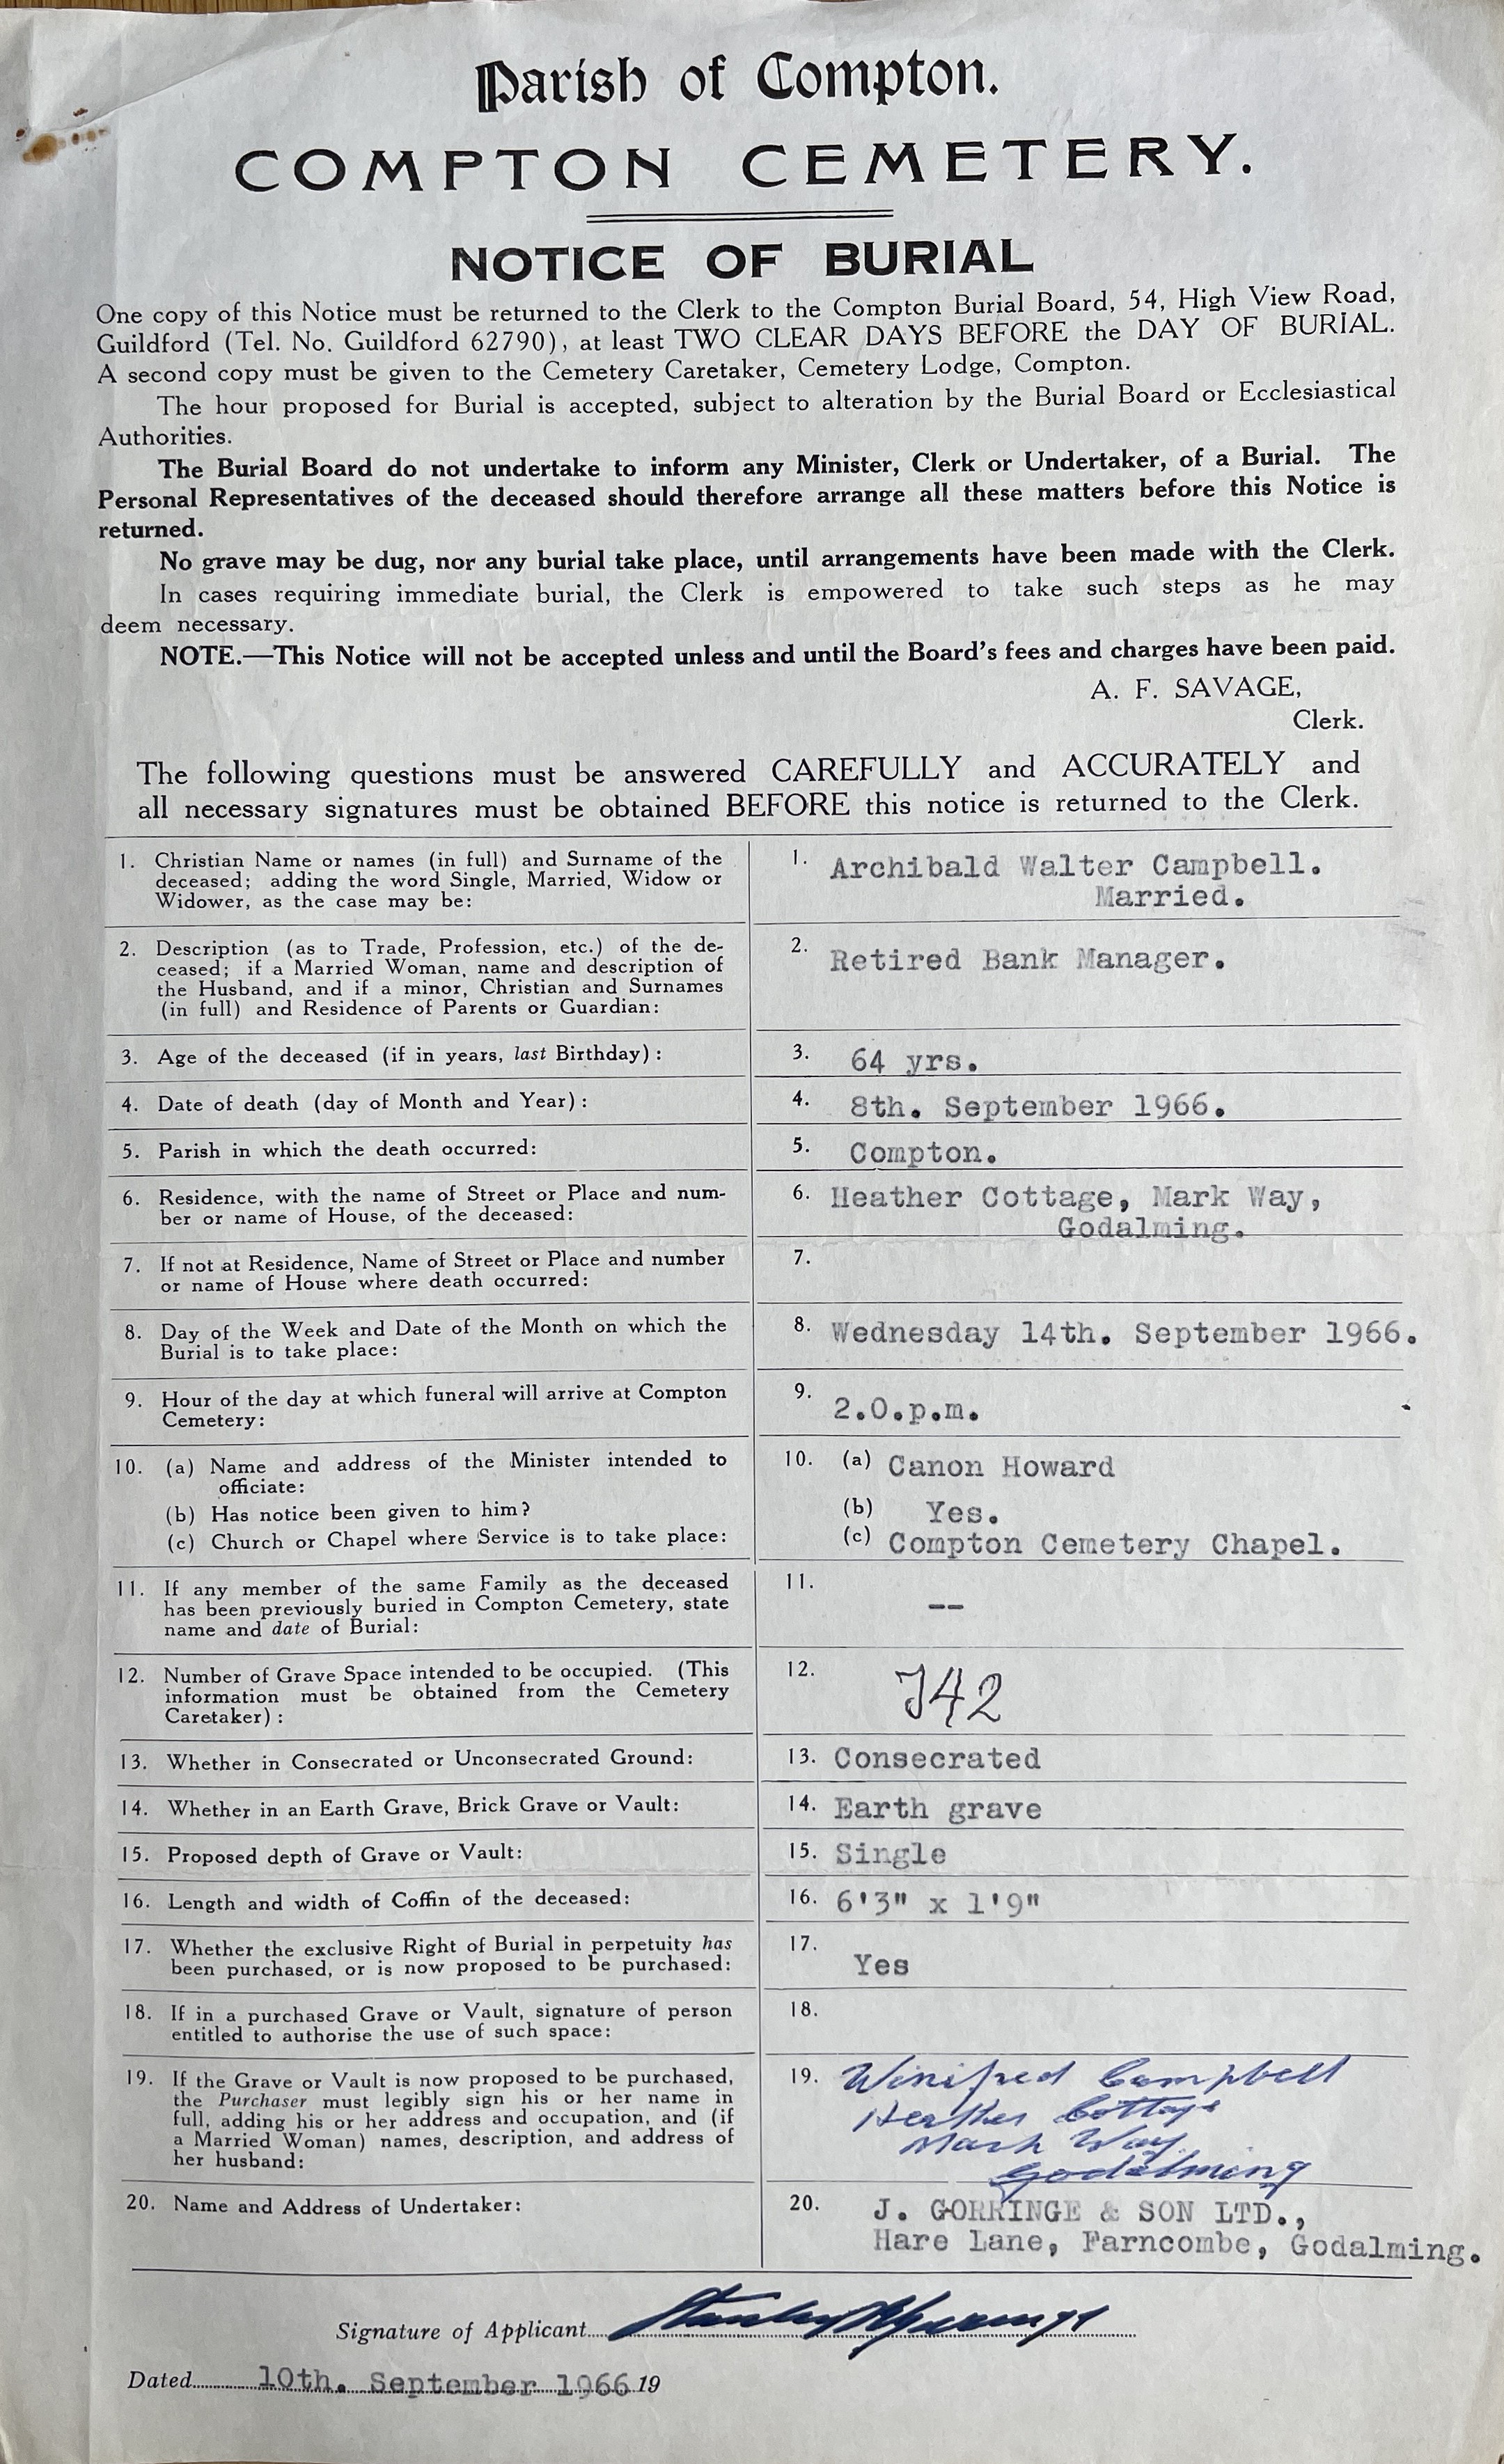 Parish of Compton.
COMPTON CEMETERY.
NOTICE OF BURIAL
One copy of this Notice must be returned to the Clerk to the Compton Burial Board, 54, High View Road,
Guildford (Tel. No. Guildford 62790), at least TWO CLEAR DAYS BEFORE the DAY OF BURIAL.
A second copy must be given to the Cemetery Caretaker, Cemetery Lodge, Compton.
The hour proposed for Burial is accepted, subject to alteration by the Burial Board or Ecclesiastical
Authorities.
The Burial Board do not undertake to inform any Minister, Clerk or Undertaker, of a Burial. The
Personal Representatives of the deceased should therefore arrange all these matters before this Notice is
returned.
No grave may be dug, nor any burial take place, until arrangements have been made with the Clerk.
In cases requiring immediate burial, the Clerk is empowered to take such steps as he may
deem necessary.
NOTE.—This Notice will not be accepted unless and until the Board's fees and charges have been paid.
A. F. SAVAGE,
Clerk.
The following questions must be answered CAREFULLY and ACCURATELY and
all necessary signatures must be obtained BEFORE this notice is returned to the Clerk.
1. Christian Name or names (in full) and Surname of the
deceased; adding the word Single, Married, Widow or
Widower, as the case may be:
1. Archibald Walter Campbell.
Married.
2. Description (as to Trade, Profession, etc.) of the de-
ceased; if a Married Woman, name and description of
the Husband, and if a minor, Christian and Surnames
(in full) and Residence of Parents or Guardian:
2. Retired Bank Manager.
3. Age of the deceased (if in years, last Birthday):
3. 64 yrs.
4. Date of death (day of Month and Year):
4. 8th. September 1966.
5. Parish in which the death occurred:
5. Compton.
6. Residence, with the name of Street or Place and num-
ber or name of House, of the deceased:
6. Heather Cottage, Mark Way,
Godalming.
7. If not at Residence, Name of Street or Place and number
or name of House where death occurred:
7.
8. Day of the Week and Date of the Month on which the
Burial is to take place:
8. Wednesday 14th. September 1966.
9. Hour of the day at which funeral will arrive at Compton
Cemetery:
9. 2.0.p.m.
10. (a) Name and address of the Minister intended to
officiate:
(b) Has notice been given to him?
(c) Church or Chapel where Service is to take place:
10. (a) Canon Howard
(b) Yes.
(c) Compton Cemetery Chapel.
11. If any member of the same Family as the deceased
has been previously buried in Compton Cemetery, state
name and date of Burial:
11. --
12. Number of Grave Space intended to be occupied. (This
information must be obtained from the Cemetery
Caretaker):
12. J42
13. Whether in Consecrated or Unconsecrated Ground:
13. Consecrated
14. Whether in an Earth Grave, Brick Grave or Vault:
14. Earth grave
15. Proposed depth of Grave or Vault:
15. Single
16. Length and width of Coffin of the deceased:
16. 6'3" x 1'9"
17. Whether the exclusive Right of Burial in perpetuity has
been purchased, or is now proposed to be purchased:
17. Yes
18. If in a purchased Grave or Vault, signature of person
entitled to authorise the use of such space:
18.
19. If the Grave or Vault is now proposed to be purchased,
the Purchaser must legibly sign his or her name in
full, adding his or her address and occupation, and (if
a Married Woman) names, description, and address of
her husband:
19. Winifred Campbell
Heather Cottage
Mark Way
Godalming
20. Name and Address of Undertaker:
20. J. GORRINGE & SON LTD.,
Hare Lane, Farncombe, Godalming.
Signature of Applicant
Dated 10th. September 1966 19